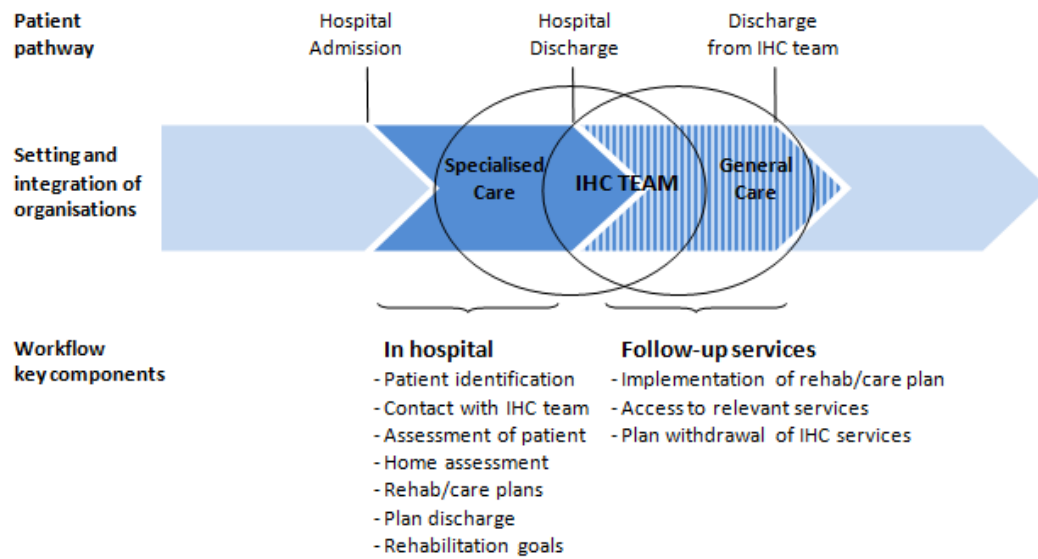 Patient
pathway
Hospital
Admission
Hospital
Discharge
Discharge
from IHC team
Setting and
integration of
organisations
Specialised
Care
IHC TEAM
General
Care
Workflow
key components
In hospital
- Patient identification
- Contact with IHC team
- Assessment of patient
- Home assessment
- Rehab/care plans
- Plan discharge
- Rehabilitation goals
Follow-up services
- Implementation of rehab/care plan
- Access to relevant services
- Plan withdrawal of IHC services